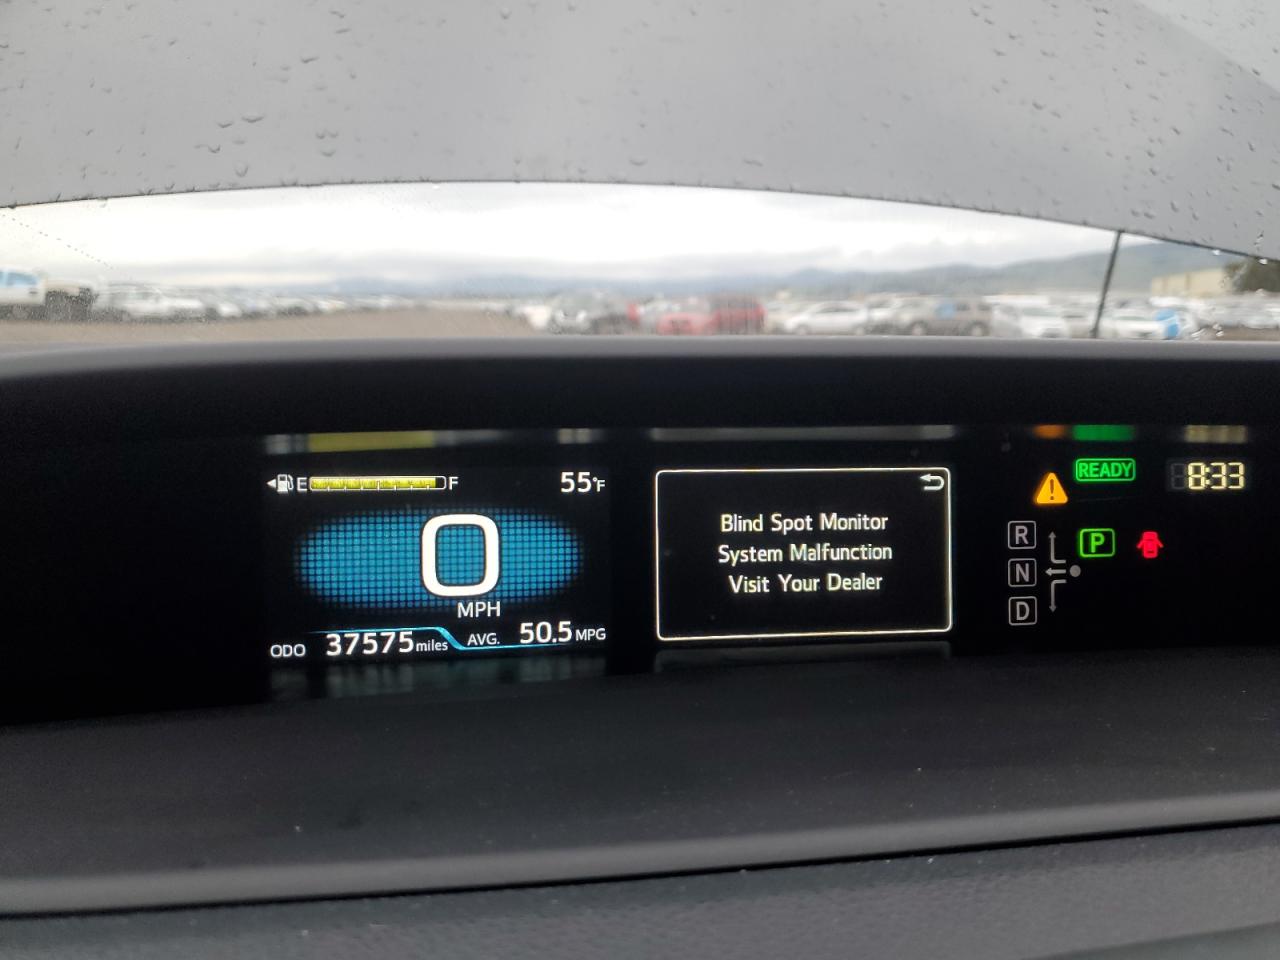 E F 55°F
0
MPH
ODO 37575 miles AVG. 50.5 MPG
Blind Spot Monitor
System Malfunction
Visit Your Dealer
READY
8:33
R
P
N
D